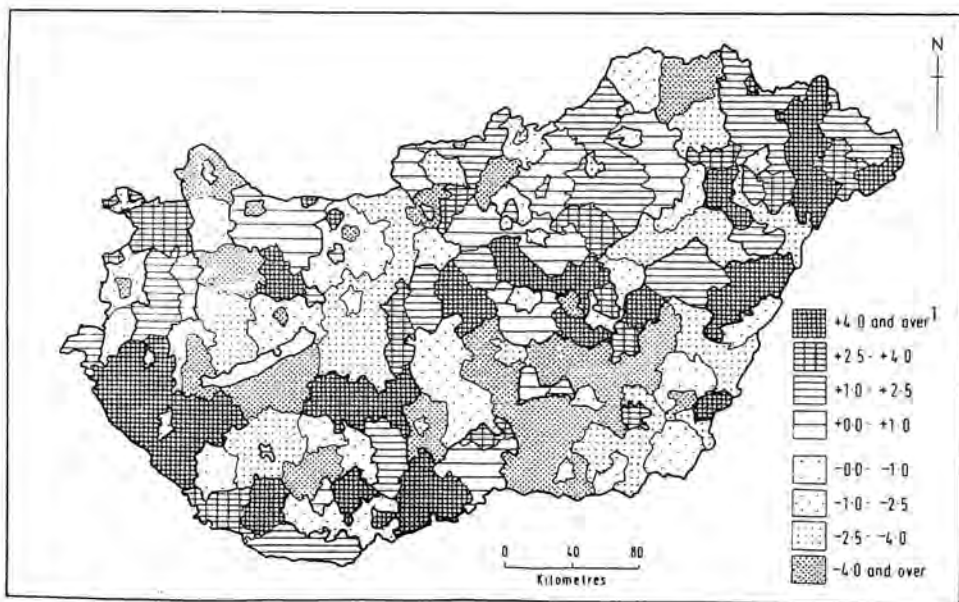 N
+4·0 and over
+2·5 - +4·0
+1·0 - +2·5
+0·0 - +1·0
-0·0 - -1·0
-1·0 - -2·5
-2·5 - -4·0
-4·0 and over
0 40 80
Kilometres